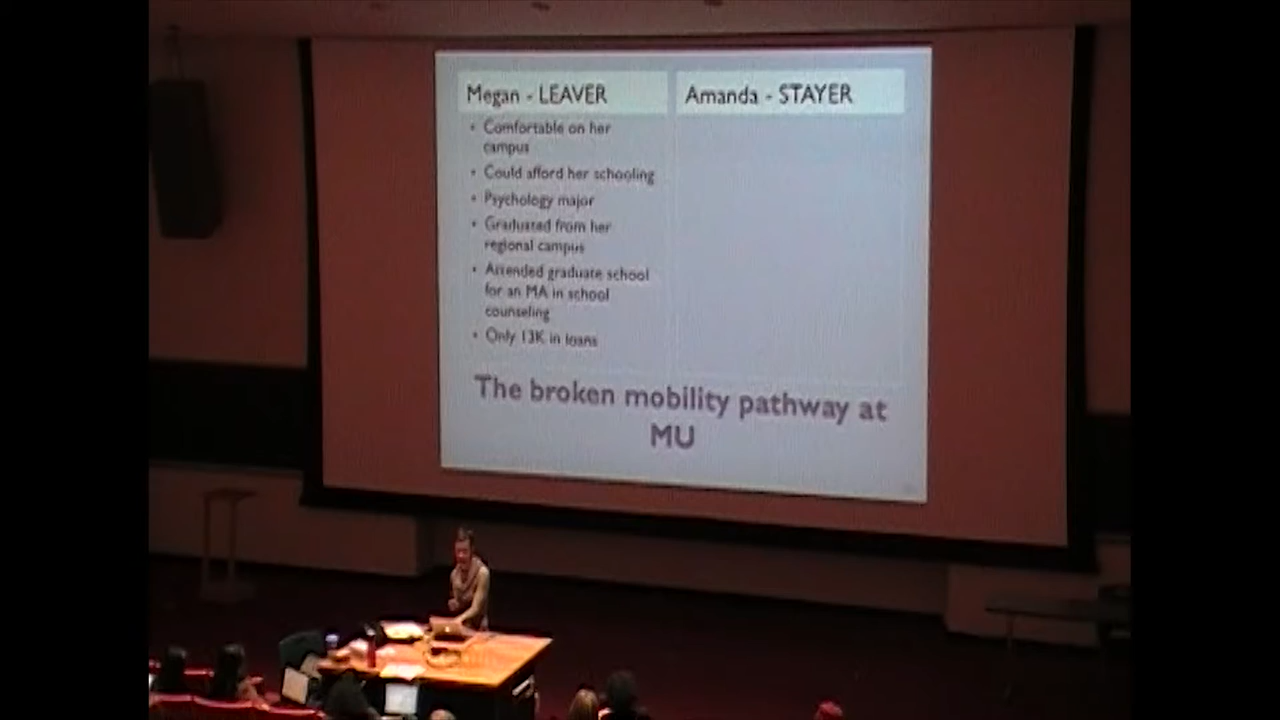 Megan - LEAVER
Amanda - STAYER
• Comfortable on her
campus
• Could afford her schooling
• Psychology major
• Graduated from her
regional campus
• Attended graduate school
for an MA in school
counseling
• Only 13K in loans
The broken mobility pathway at
MU